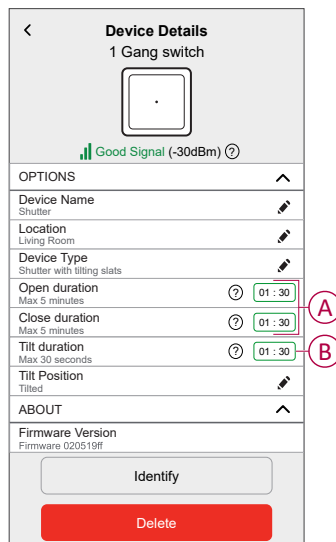 Device Details
1 Gang switch
Good Signal (-30dBm) ?
OPTIONS
Device Name
Shutter
Location
Living Room
Device Type
Shutter with tilting slats
Open duration
Max 5 minutes
? 01 : 30
Close duration
Max 5 minutes
? 01 : 30
A
Tilt duration
Max 30 seconds
? 01 : 30
B
Tilt Position
Tilted
ABOUT
Firmware Version
Firmware 020519ff
Identify
Delete